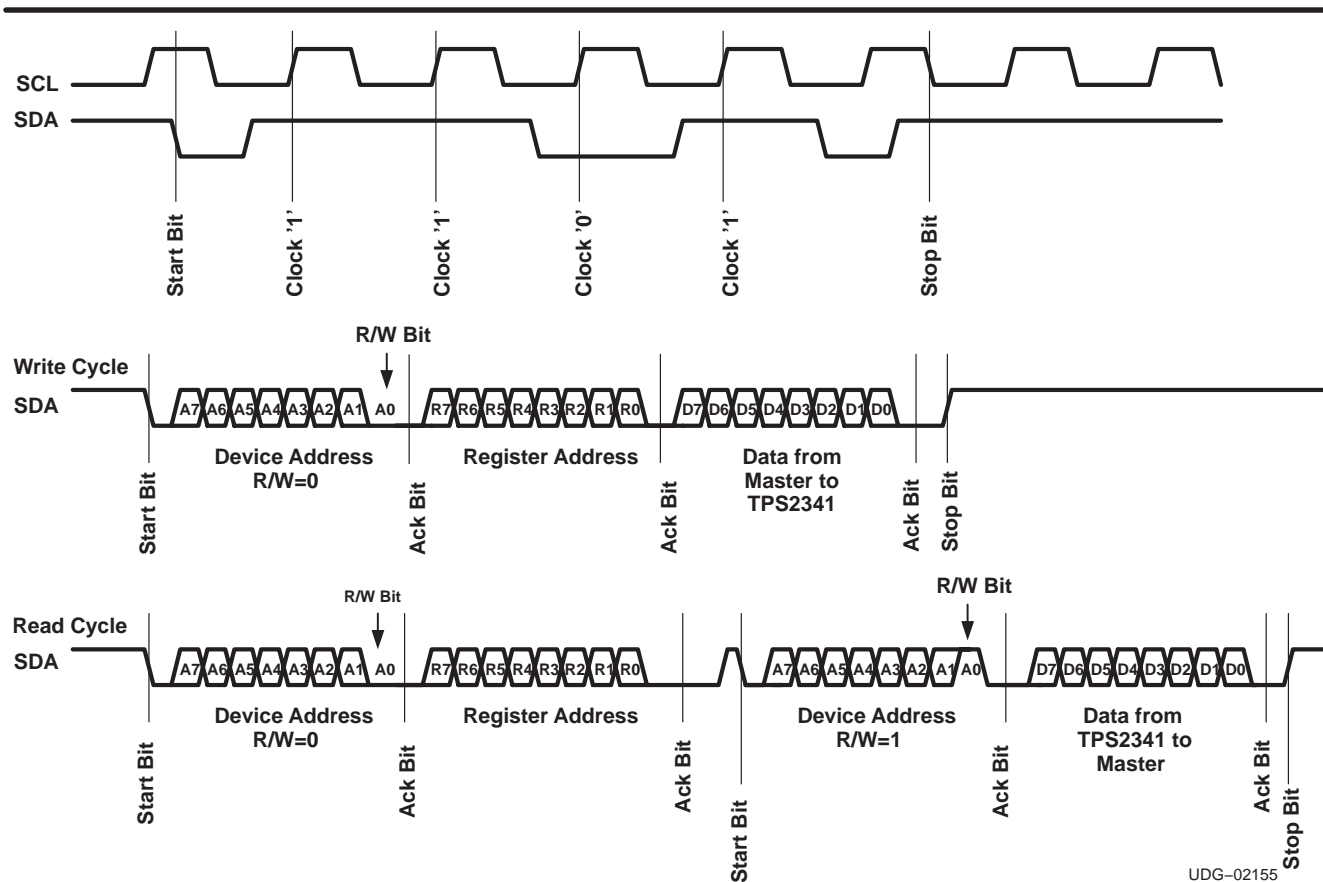 SCL
SDA
Start Bit
Clock '1'
Clock '1'
Clock '0'
Clock '1'
Stop Bit
R/W Bit
Write Cycle
SDA
A7 A6 A5 A4 A3 A2 A1 A0 R7 R6 R5 R4 R3 R2 R1 R0 D7 D6 D5 D4 D3 D2 D1 D0
Device Address
R/W=0
Register Address
Data from
Master to
TPS2341
Start Bit
Ack Bit
Ack Bit
Ack Bit
Stop Bit
R/W Bit
R/W Bit
Read Cycle
SDA
A7 A6 A5 A4 A3 A2 A1 A0 R7 R6 R5 R4 R3 R2 R1 R0 A7 A6 A5 A4 A3 A2 A1 A0 D7 D6 D5 D4 D3 D2 D1 D0
Device Address
R/W=0
Register Address
Device Address
R/W=1
Data from
TPS2341 to
Master
Start Bit
Ack Bit
Ack Bit
Start Bit
Ack Bit
Ack Bit
Stop Bit
UDG–02155